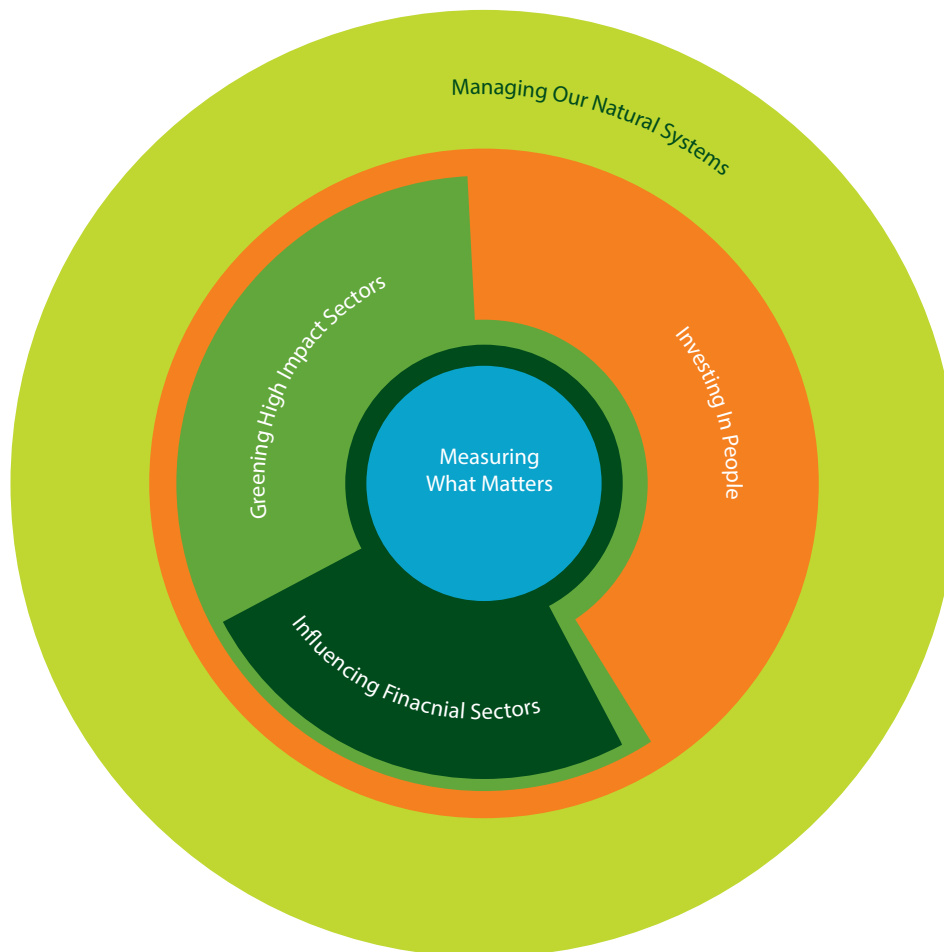 Managing Our Natural Systems
Greening High Impact Sectors
Investing In People
Measuring
What Matters
Influencing Finacnial Sectors